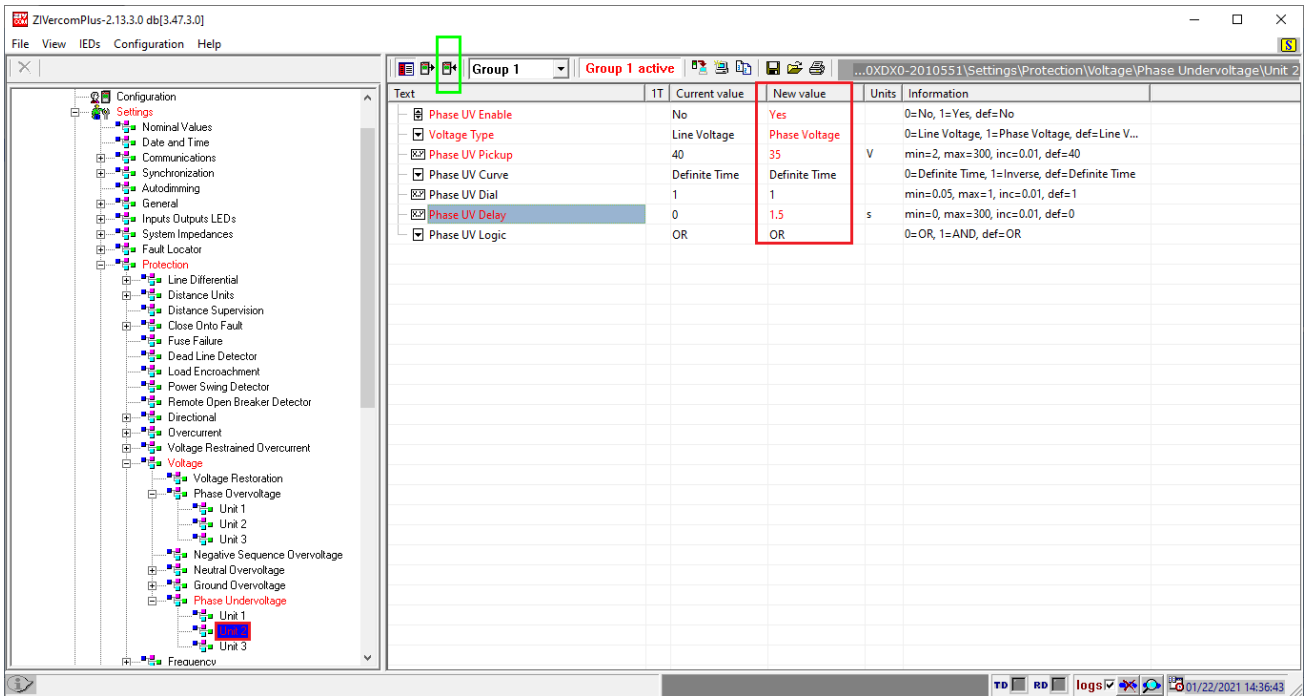 ZIVercomPlus-2.13.3.0 db[3.47.3.0]
File View IEDs Configuration Help
S
Group 1 Group 1 active ...0XDX0-2010551\Settings\Protection\Voltage\Phase Undervoltage\Unit 2
Configuration
Settings
Nominal Values
Date and Time
Communications
Synchronization
Autodimming
General
Inputs Outputs LEDs
System Impedances
Fault Locator
Protection
Line Differential
Distance Units
Distance Supervision
Close Onto Fault
Fuse Failure
Dead Line Detector
Load Encroachment
Power Swing Detector
Remote Open Breaker Detector
Directional
Overcurrent
Voltage Restrained Overcurrent
Voltage
Voltage Restoration
Phase Overvoltage
Unit 1
Unit 2
Unit 3
Negative Sequence Overvoltage
Neutral Overvoltage
Ground Overvoltage
Phase Undervoltage
Unit 1
Unit 2
Unit 3
Frequency
Text 1T Current value New value Units Information
Phase UV Enable No Yes 0=No, 1=Yes, def=No
Voltage Type Line Voltage Phase Voltage 0=Line Voltage, 1=Phase Voltage, def=Line V...
Phase UV Pickup 40 35 V min=2, max=300, inc=0.01, def=40
Phase UV Curve Definite Time Definite Time 0=Definite Time, 1=Inverse, def=Definite Time
Phase UV Dial 1 1 min=0.05, max=1, inc=0.01, def=1
Phase UV Delay 0 1.5 s min=0, max=300, inc=0.01, def=0
Phase UV Logic OR OR 0=OR, 1=AND, def=OR
TD RD logs 01/22/2021 14:36:43